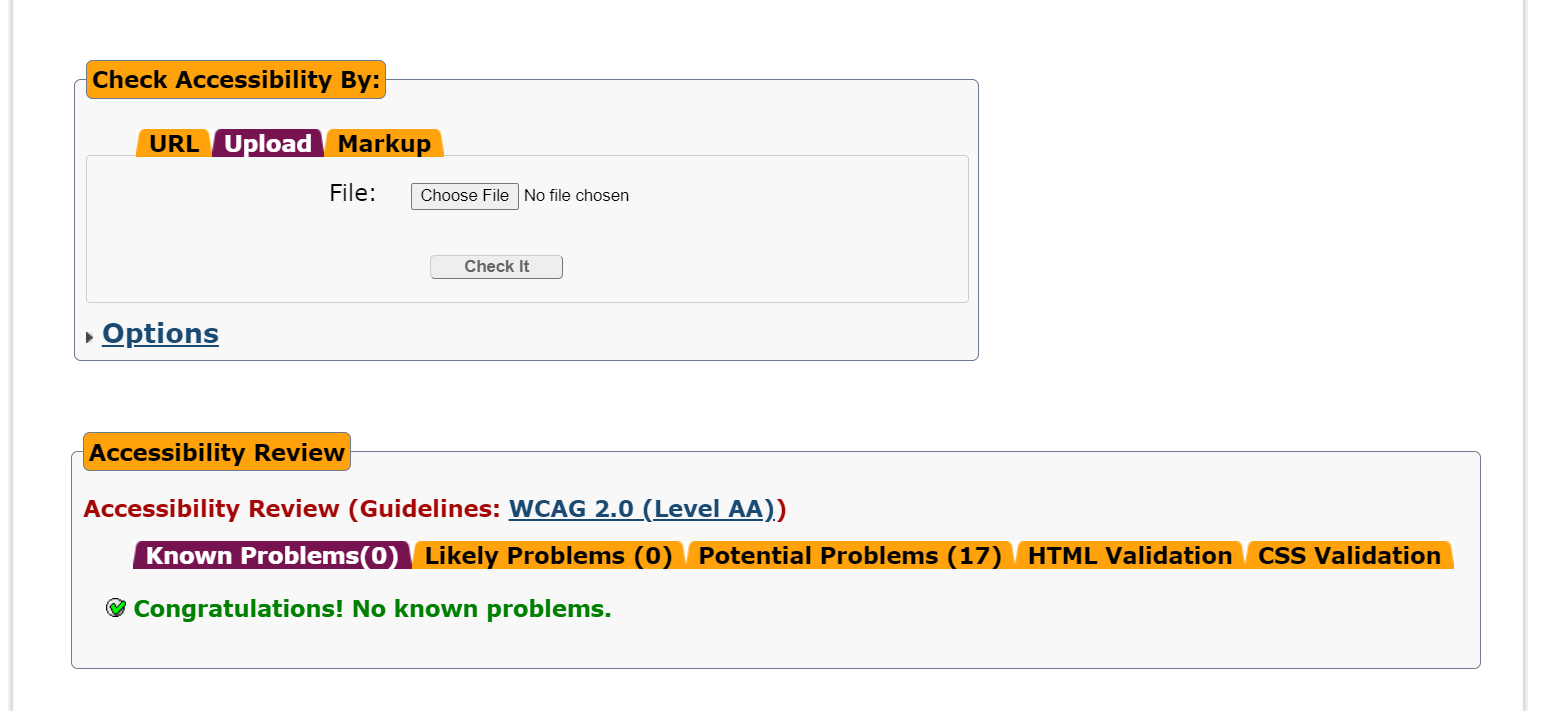 Check Accessibility By:
URL Upload Markup
File: Choose File No file chosen
Check It
Options
Accessibility Review
Accessibility Review (Guidelines: WCAG 2.0 (Level AA))
Known Problems(0) Likely Problems (0) Potential Problems (17) HTML Validation CSS Validation
Congratulations! No known problems.